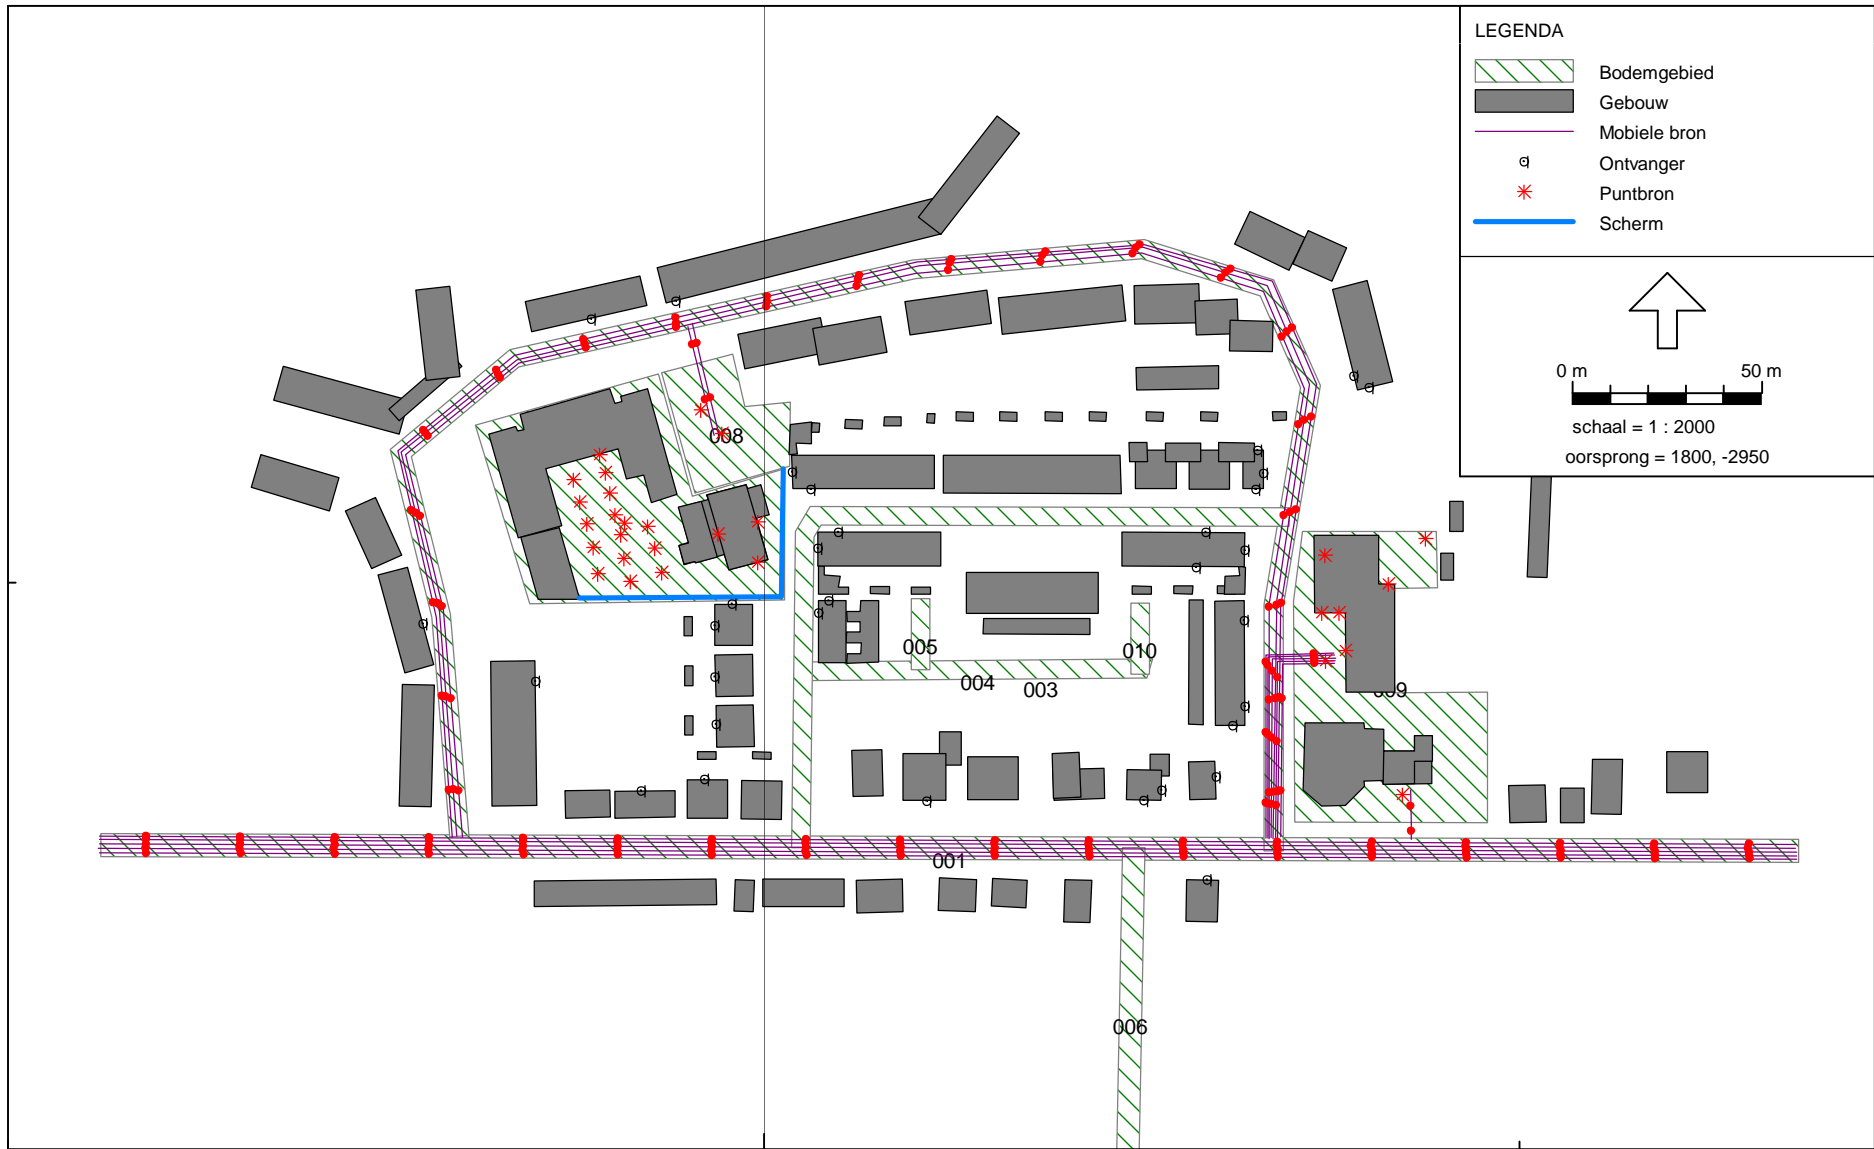 LEGENDA
Bodemgebied
Gebouw
Mobiele bron
Ontvanger
Puntbron
Scherm
0 m 50 m
schaal = 1 : 2000
oorsprong = 1800, -2950
008
005
010
004
003
009
001
006